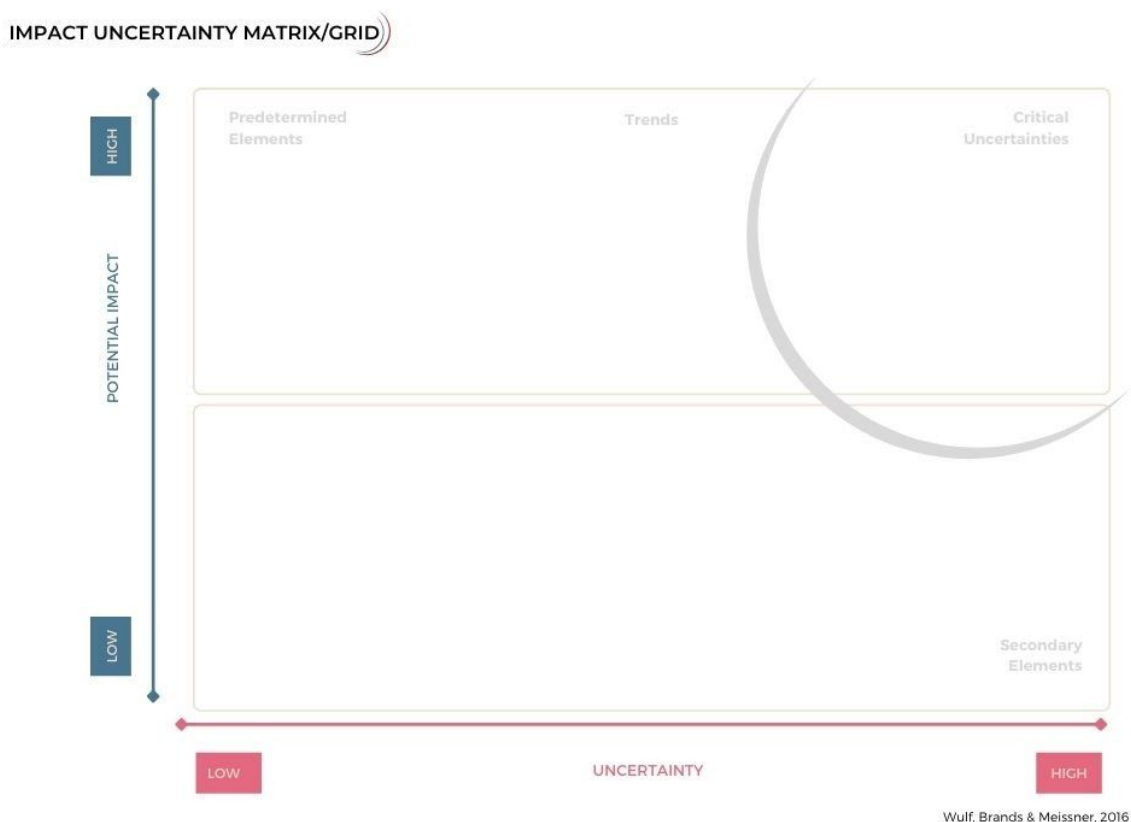 IMPACT UNCERTAINTY MATRIX/GRID
HIGH
POTENTIAL IMPACT
LOW
Predetermined
Elements
Trends
Critical
Uncertainties
Secondary
Elements
LOW
UNCERTAINTY
HIGH
Wulf, Brands & Meissner, 2016